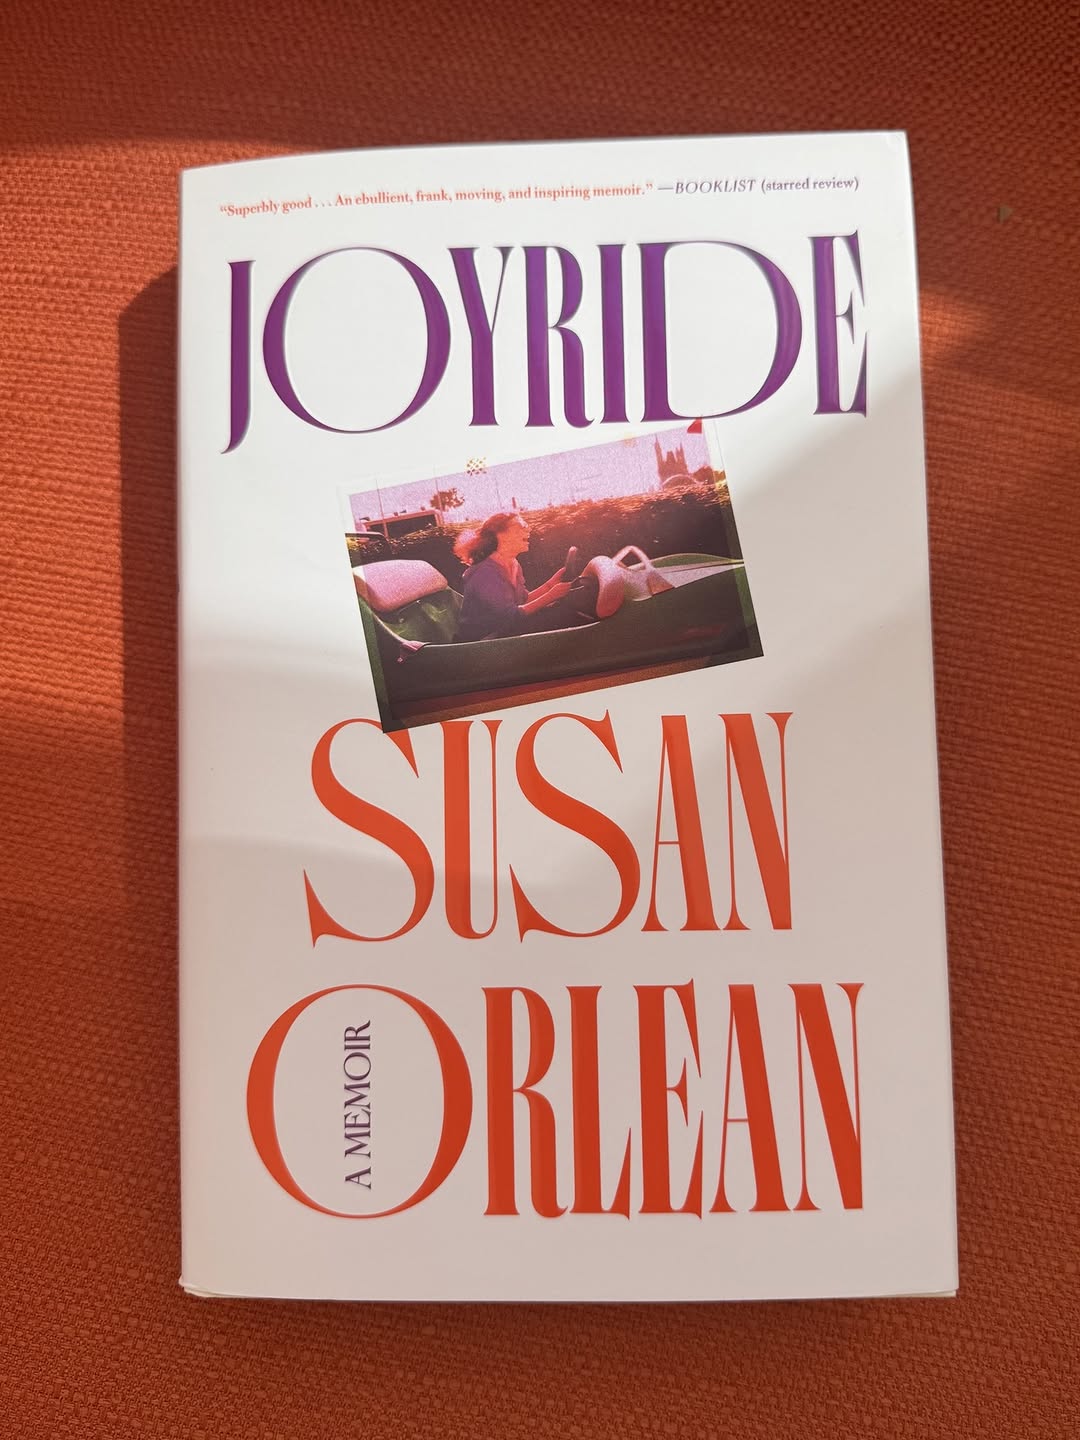 “Superbly good . . . An ebullient, frank, moving, and inspiring memoir.” —BOOKLIST (starred review)
JOYRIDE
SUSAN
ORLEAN
A MEMOIR